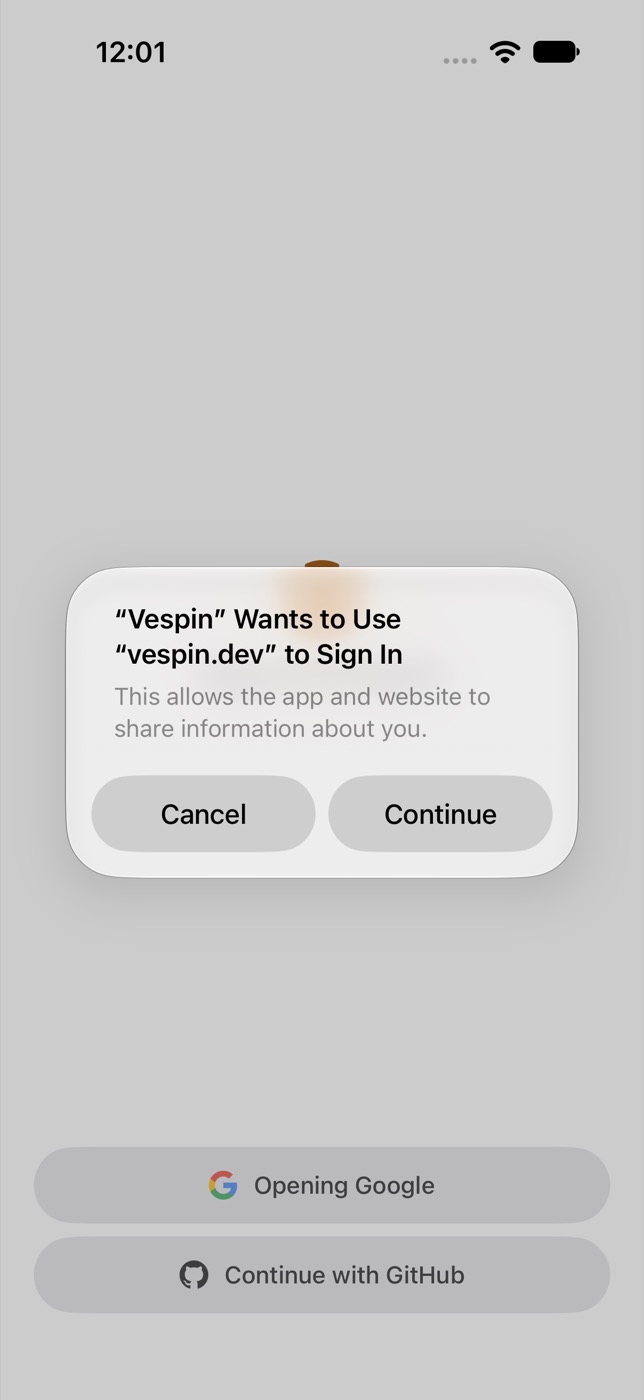 12:01
“Vespin” Wants to Use
“vespin.dev” to Sign In
This allows the app and website to
share information about you.
Cancel
Continue
Opening Google
Continue with GitHub